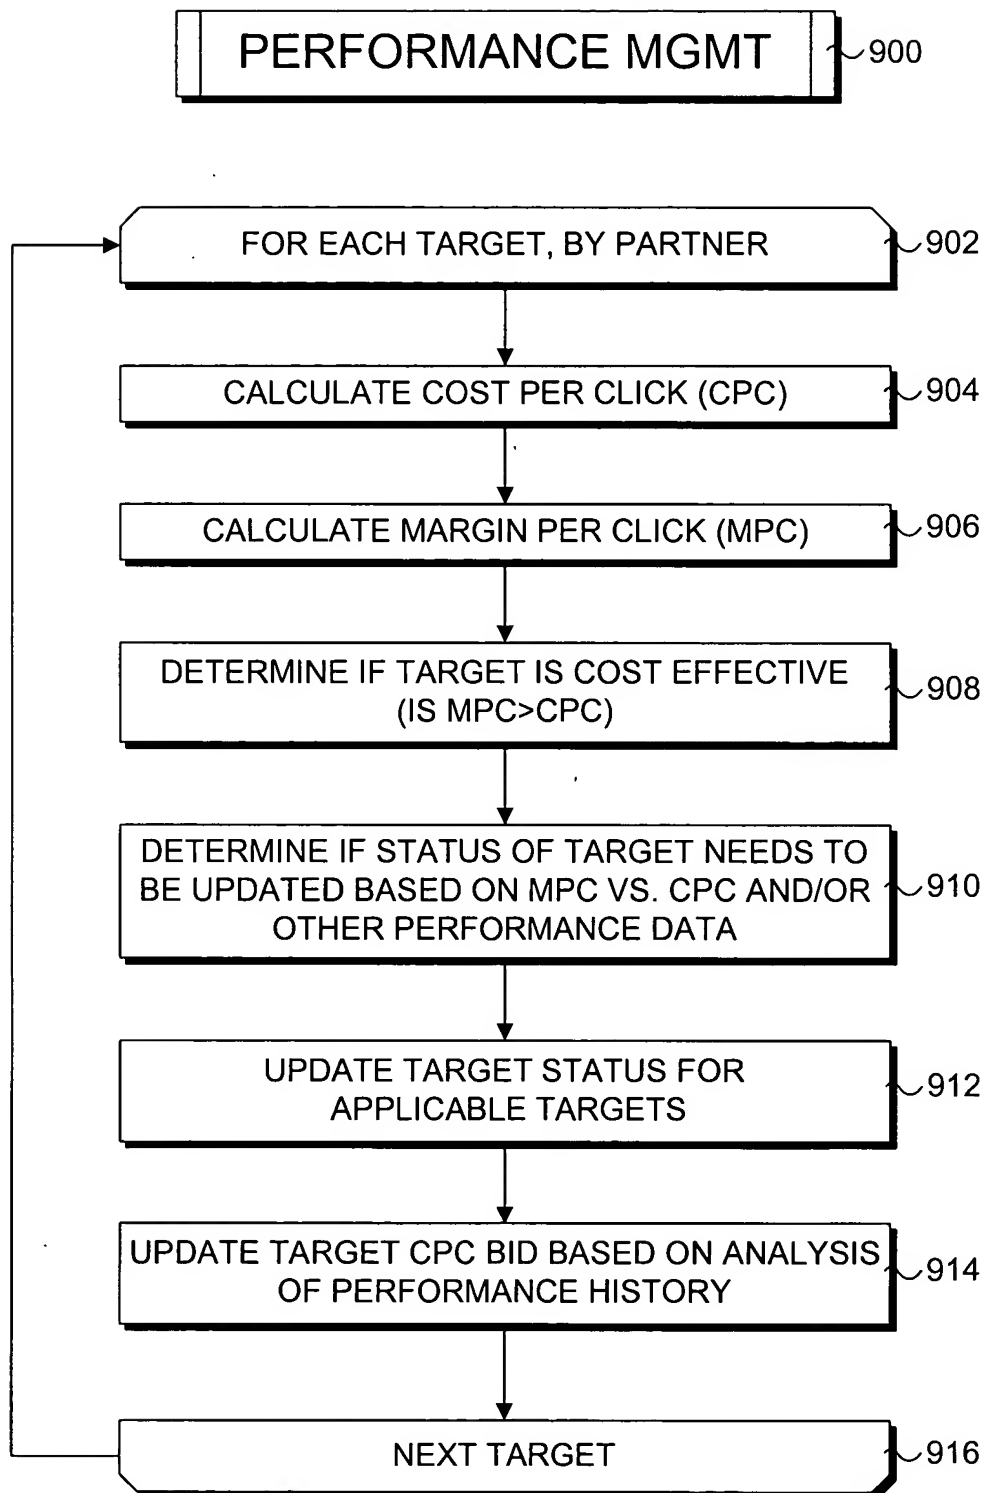 PERFORMANCE MGMT
900
FOR EACH TARGET, BY PARTNER
902
CALCULATE COST PER CLICK (CPC)
904
CALCULATE MARGIN PER CLICK (MPC)
906
DETERMINE IF TARGET IS COST EFFECTIVE
(IS MPC>CPC)
908
DETERMINE IF STATUS OF TARGET NEEDS TO
BE UPDATED BASED ON MPC VS. CPC AND/OR
OTHER PERFORMANCE DATA
910
UPDATE TARGET STATUS FOR
APPLICABLE TARGETS
912
UPDATE TARGET CPC BID BASED ON ANALYSIS
OF PERFORMANCE HISTORY
914
NEXT TARGET
916